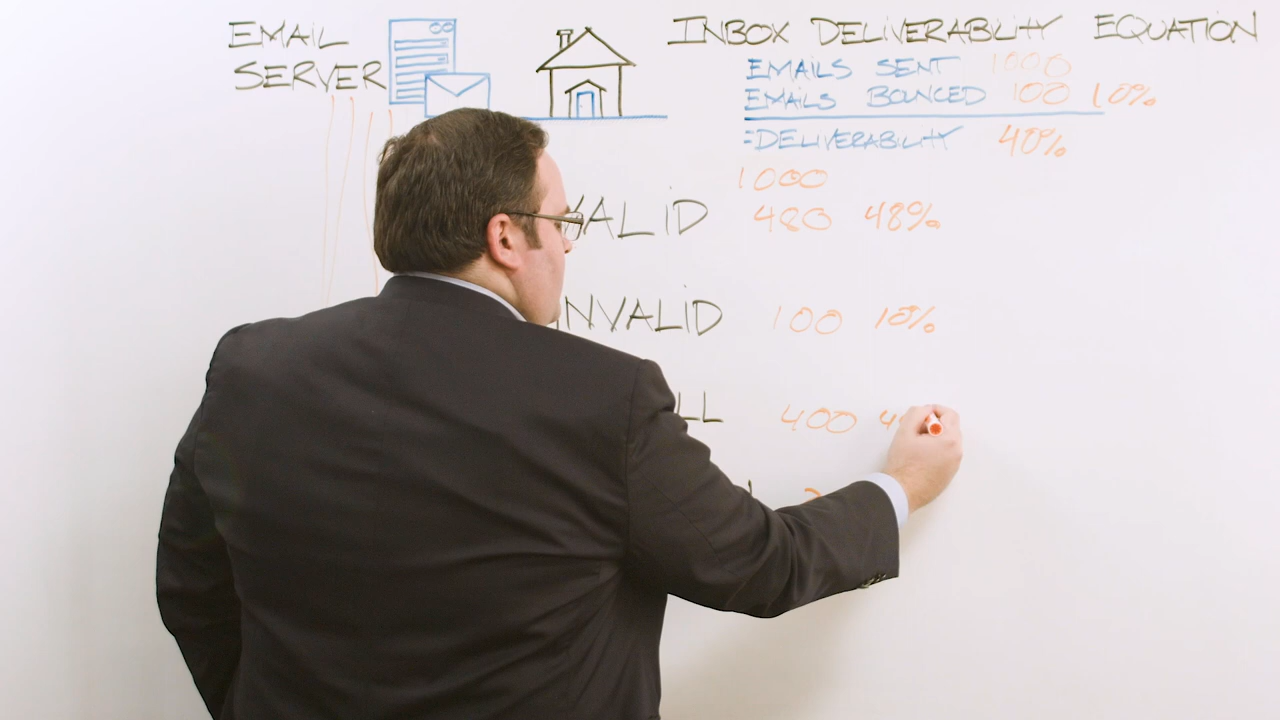 EMAIL
SERVER
INBOX DELIVERABILITY EQUATION
EMAILS SENT 1000
EMAILS BOUNCED 100 10%
=DELIVERABILITY 40%
1000
VALID 480 48%
INVALID 100 10%
LL 400 4